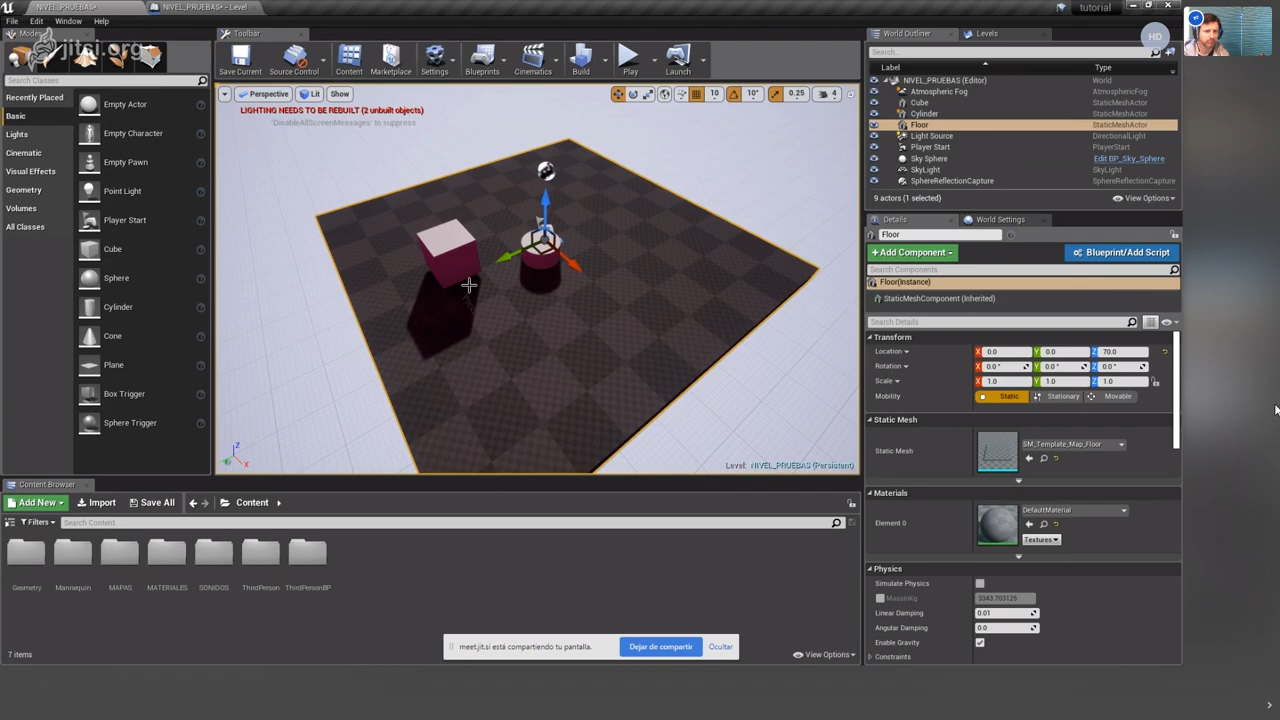 NIVEL_PRUEBAS*
NIVEL_PRUEBAS - Level
tutorial
File Edit Window Help
Modes
jitsi.org
Search Classes
Recently Placed
Basic
Lights
Cinematic
Visual Effects
Geometry
Volumes
All Classes
Empty Actor
Empty Character
Empty Pawn
Point Light
Player Start
Cube
Sphere
Cylinder
Cone
Plane
Box Trigger
Sphere Trigger
Toolbar
Save Current
Source Control
Content
Marketplace
Settings
Blueprints
Cinematics
Build
Play
Launch
Perspective
Lit
Show
10
10°
0.25
4
LIGHTING NEEDS TO BE REBUILT (2 unbuilt objects)
'DisableAllScreenMessages' to suppress
Z
X
Level: NIVEL_PRUEBAS (Persistent)
World Outliner
Levels
HD
Search...
Label Type
NIVEL_PRUEBAS (Editor) World
Atmospheric Fog AtmosphericFog
Cube StaticMeshActor
Cylinder StaticMeshActor
Floor StaticMeshActor
Light Source DirectionalLight
Player Start PlayerStart
Sky Sphere Edit BP_Sky_Sphere
SkyLight SkyLight
SphereReflectionCapture SphereReflectionCapture
9 actors (1 selected) View Options
Details
World Settings
Floor
+ Add Component
Blueprint/Add Script
Search Components
Floor(Instance)
StaticMeshComponent (Inherited)
Search Details
Transform
Location X 0.0 Y 0.0 Z 70.0
Rotation X 0.0° Y 0.0° Z 0.0°
Scale X 1.0 Y 1.0 Z 1.0
Mobility Static Stationary Movable
Static Mesh
Static Mesh SM_Template_Map_Floor
Materials
Element 0 DefaultMaterial
Textures
Physics
Simulate Physics
MassInKg 3343.703125
Linear Damping 0.01
Angular Damping 0.0
Enable Gravity
Constraints
Content Browser
Add New Import Save All Content
Filters Search Content
Geometry Mannequin MAPAS MATERIALES SONIDOS ThirdPerson ThirdPersonBP
7 items
View Options
meet.jit.si está compartiendo tu pantalla.
Dejar de compartir
Ocultar